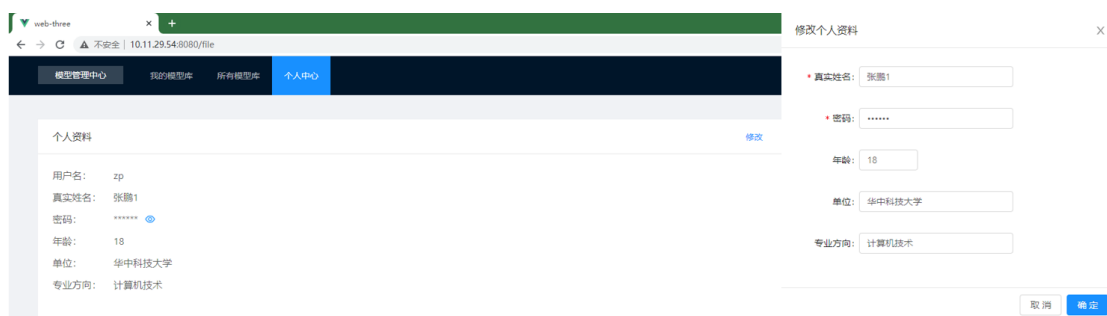 web-three
不安全 | 10.11.29.54:8080/file
模型管理中心 我的模型库 所有模型库 个人中心
个人资料 修改
用户名: zp
真实姓名: 张鹏1
密码: ******
年龄: 18
单位: 华中科技大学
专业方向: 计算机技术
修改个人资料
* 真实姓名: 张鹏1
* 密码: ••••••
年龄: 18
单位: 华中科技大学
专业方向: 计算机技术
取消 确定